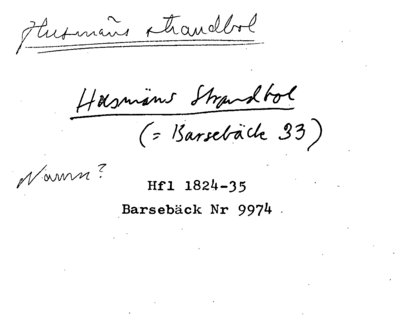 Husmäns strandbol
Husmäns Strandbol
(= Barsebäck 33)
Namn?
Hfl 1824-35
Barsebäck Nr 9974